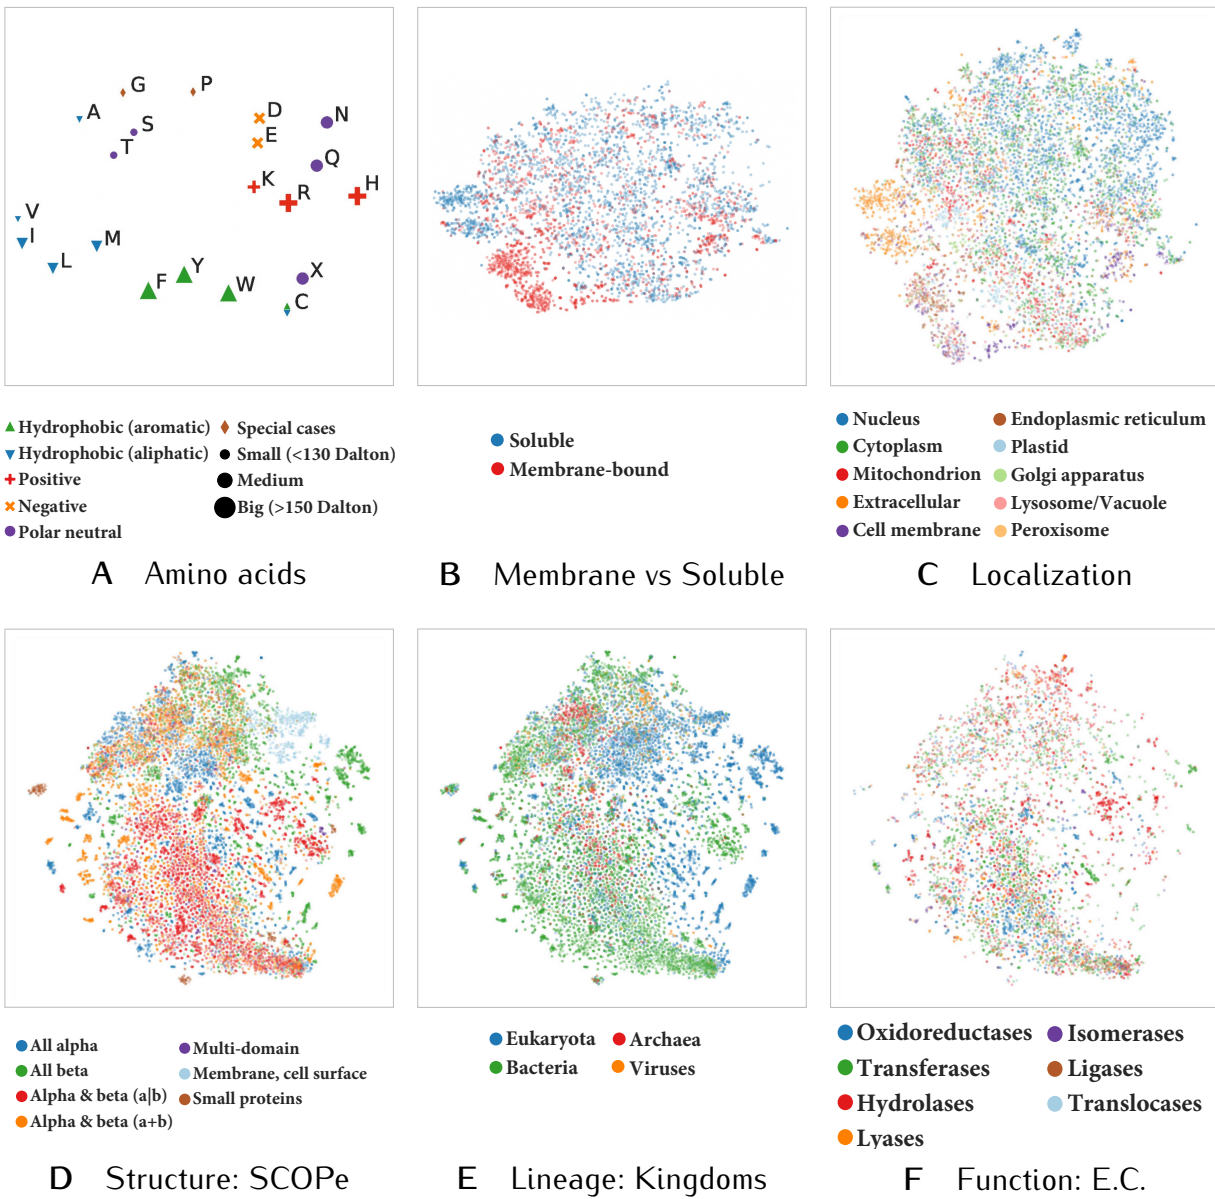 G P
A S T
D N
E Q
K R H
V I M L
F Y W X C
Hydrophobic (aromatic) Special cases
Hydrophobic (aliphatic) Small (<130 Dalton)
Positive Medium
Negative Big (>150 Dalton)
Polar neutral
A Amino acids
Soluble
Membrane-bound
B Membrane vs Soluble
Nucleus Endoplasmic reticulum
Cytoplasm Plastid
Mitochondrion Golgi apparatus
Extracellular Lysosome/Vacuole
Cell membrane Peroxisome
C Localization
All alpha Multi-domain
All beta Membrane, cell surface
Alpha & beta (a|b) Small proteins
Alpha & beta (a+b)
D Structure: SCOPe
Eukaryota Archaea
Bacteria Viruses
E Lineage: Kingdoms
Oxidoreductases Isomerases
Transferases Ligases
Hydrolases Translocases
Lyases
F Function: E.C.